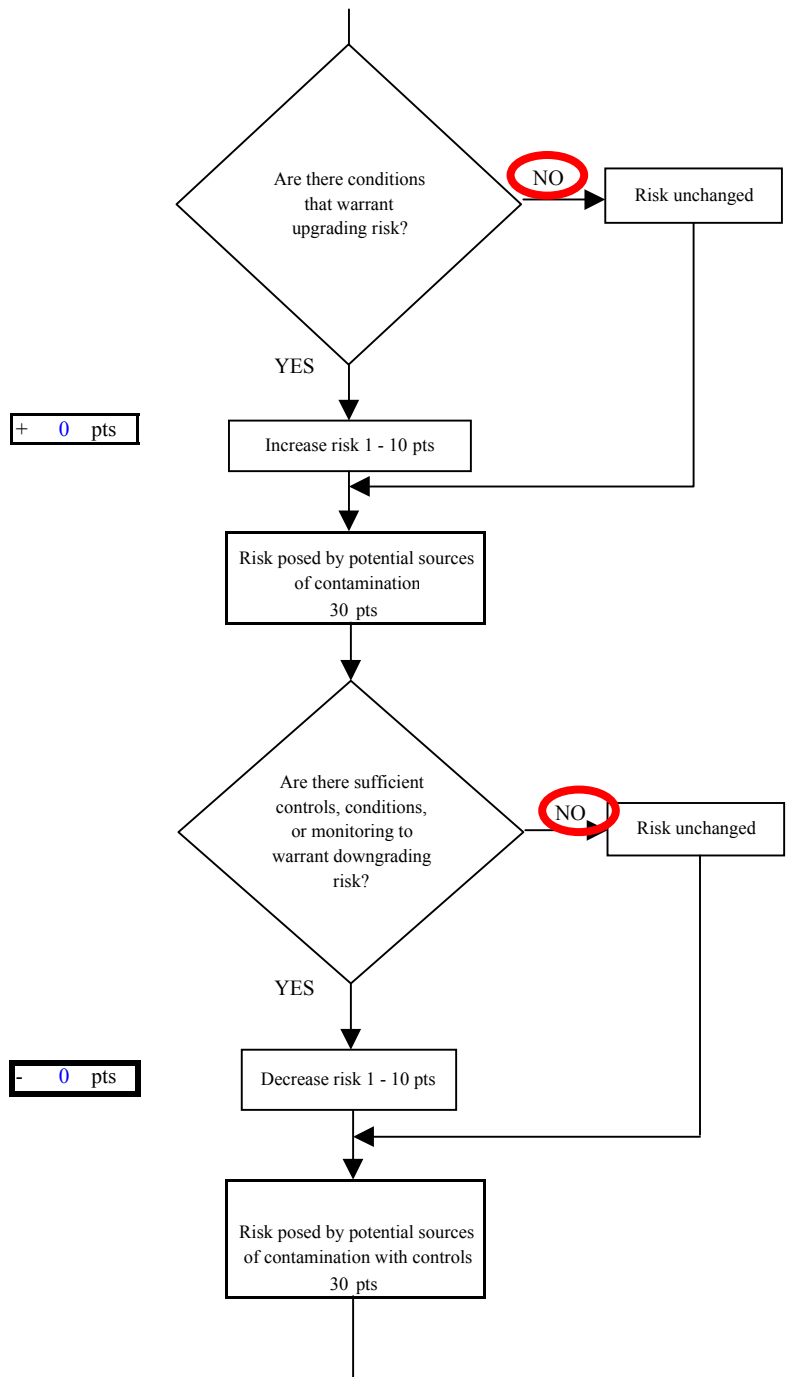 Are there conditions
that warrant
upgrading risk?
NO
Risk unchanged
YES
+ 0 pts
Increase risk 1 - 10 pts
Risk posed by potential sources
of contamination
30 pts
Are there sufficient
controls, conditions,
or monitoring to
warrant downgrading
risk?
NO
Risk unchanged
YES
- 0 pts
Decrease risk 1 - 10 pts
Risk posed by potential sources
of contamination with controls
30 pts